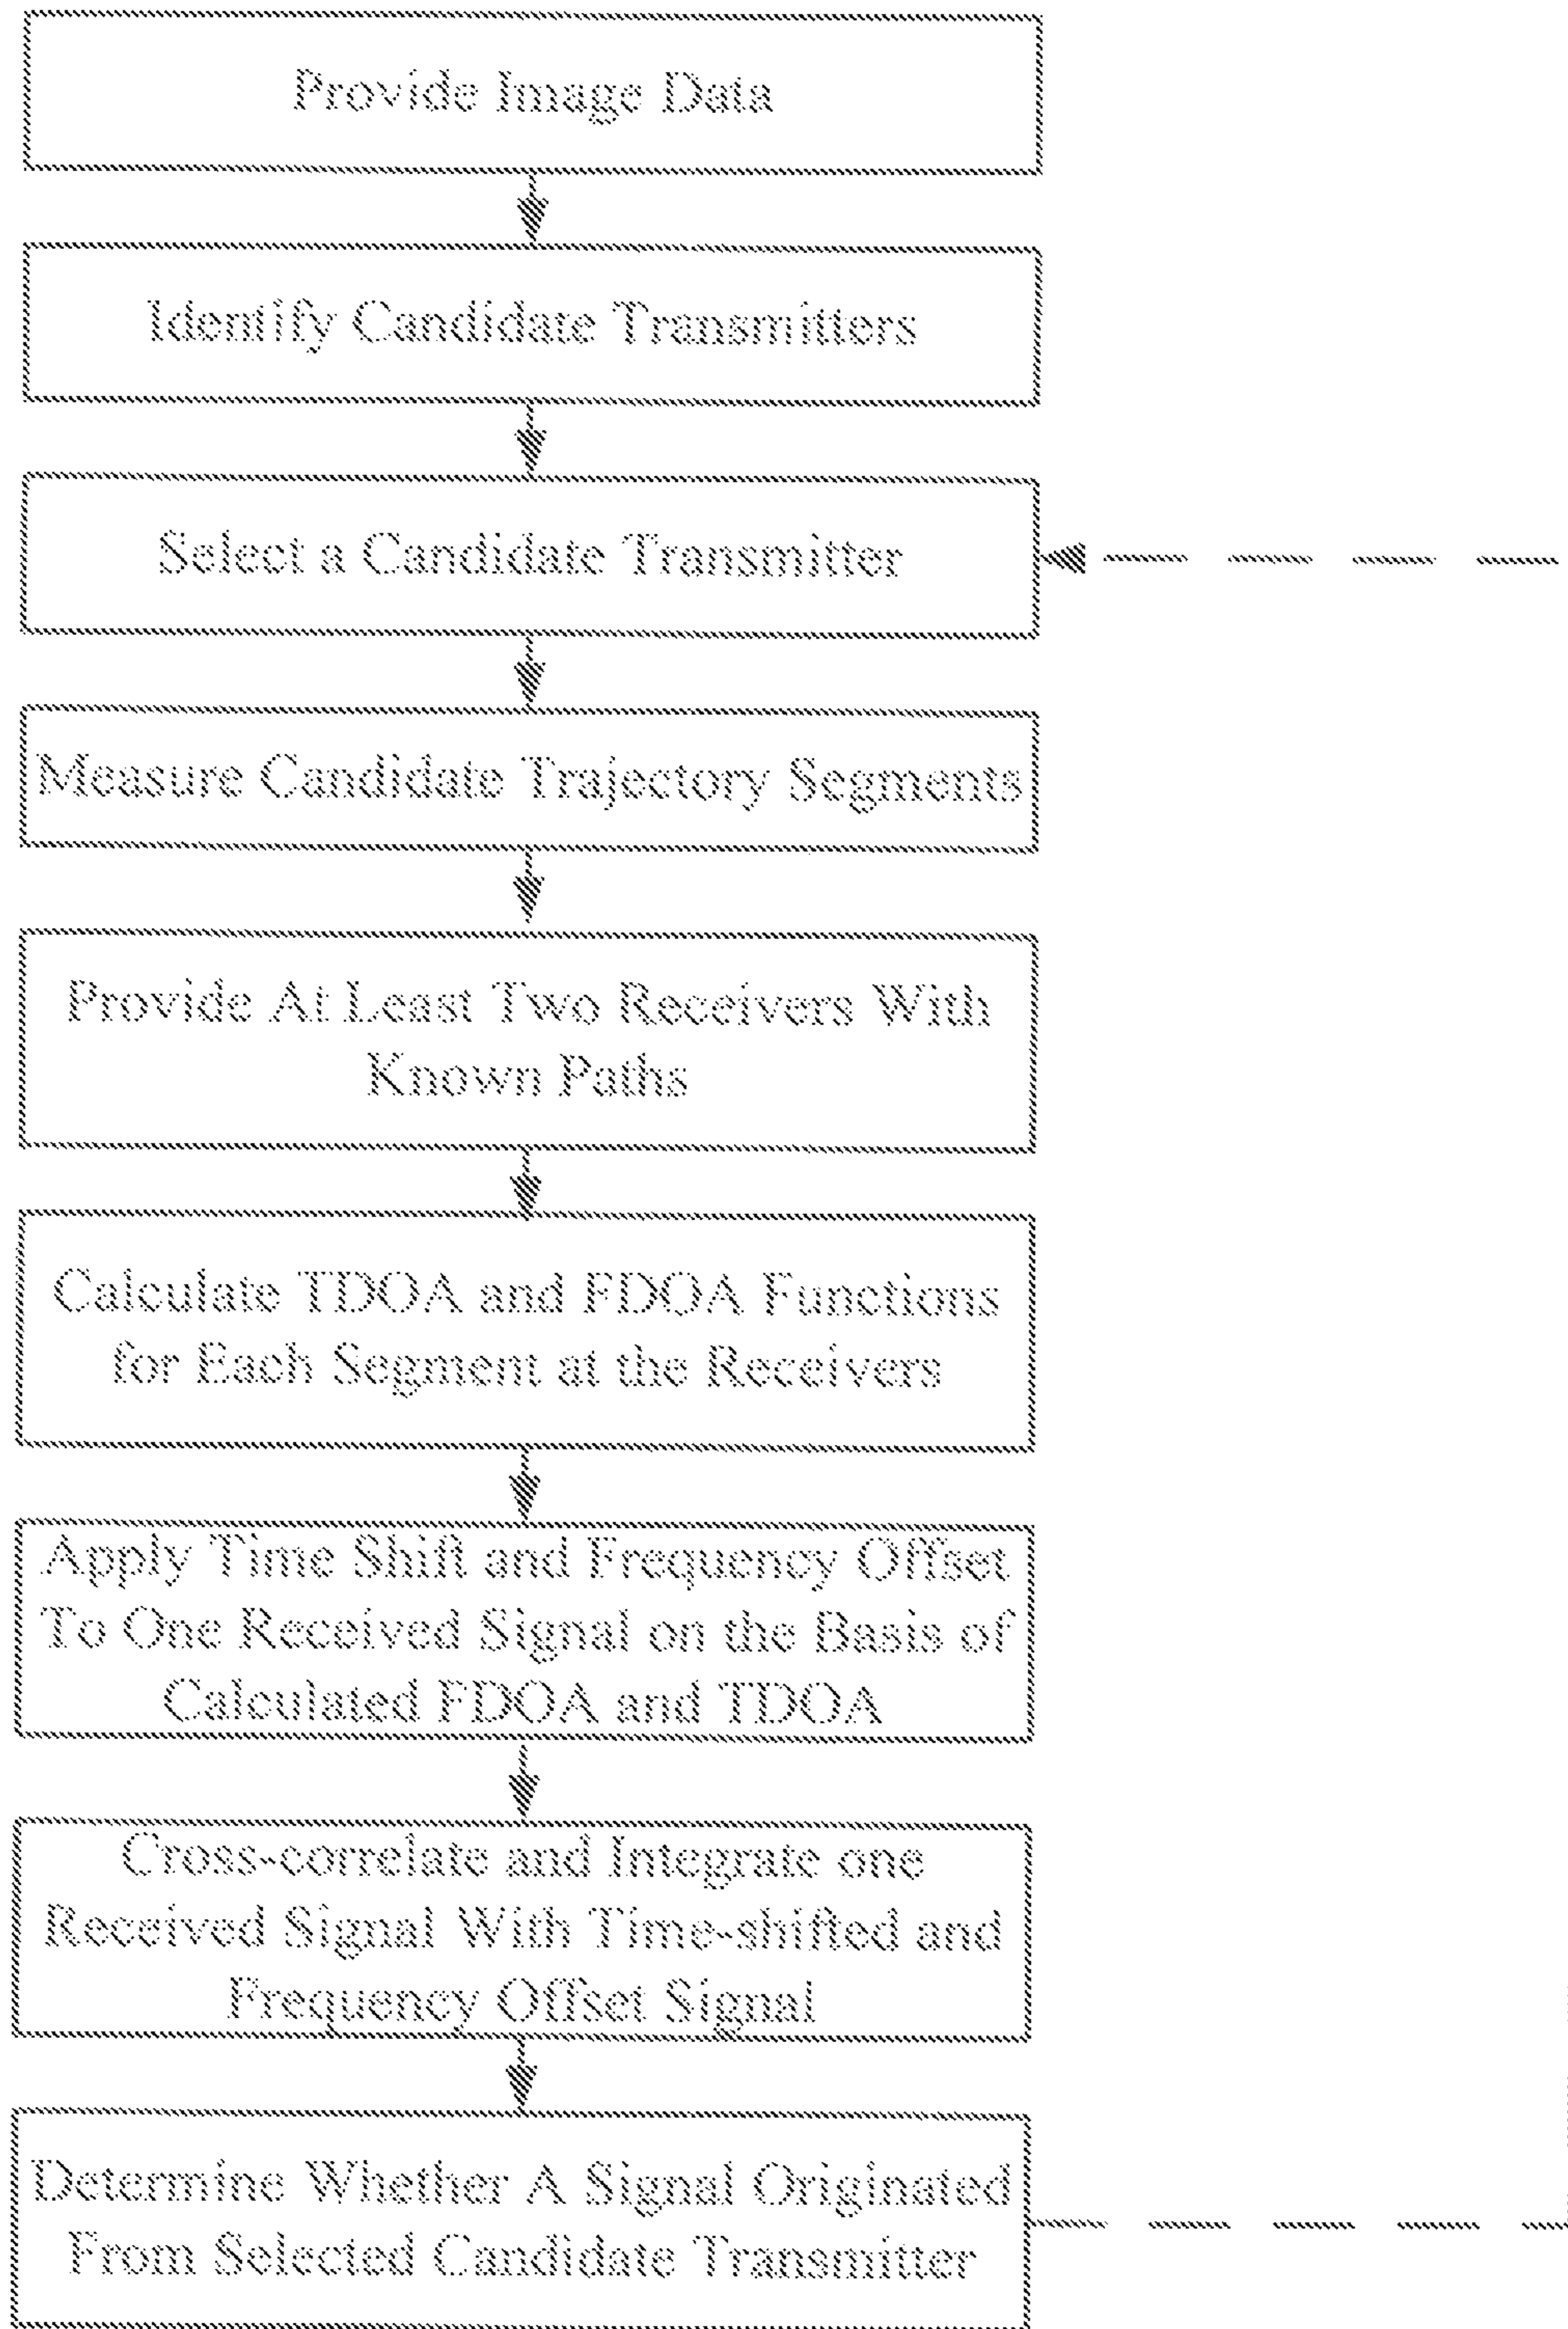 Provide Image Data
Identify Candidate Transmitters
Select a Candidate Transmitter
Measure Candidate Trajectory Segments
Provide At Least Two Receivers With
Known Paths
Calculate TDOA and FDOA Functions
for Each Segment at the Receivers
Apply Time Shift and Frequency Offset
To One Received Signal on the Basis of
Calculated FDOA and TDOA
Cross-correlate and Integrate one
Received Signal With Time-shifted and
Frequency Offset Signal
Determine Whether A Signal Originated
From Selected Candidate Transmitter